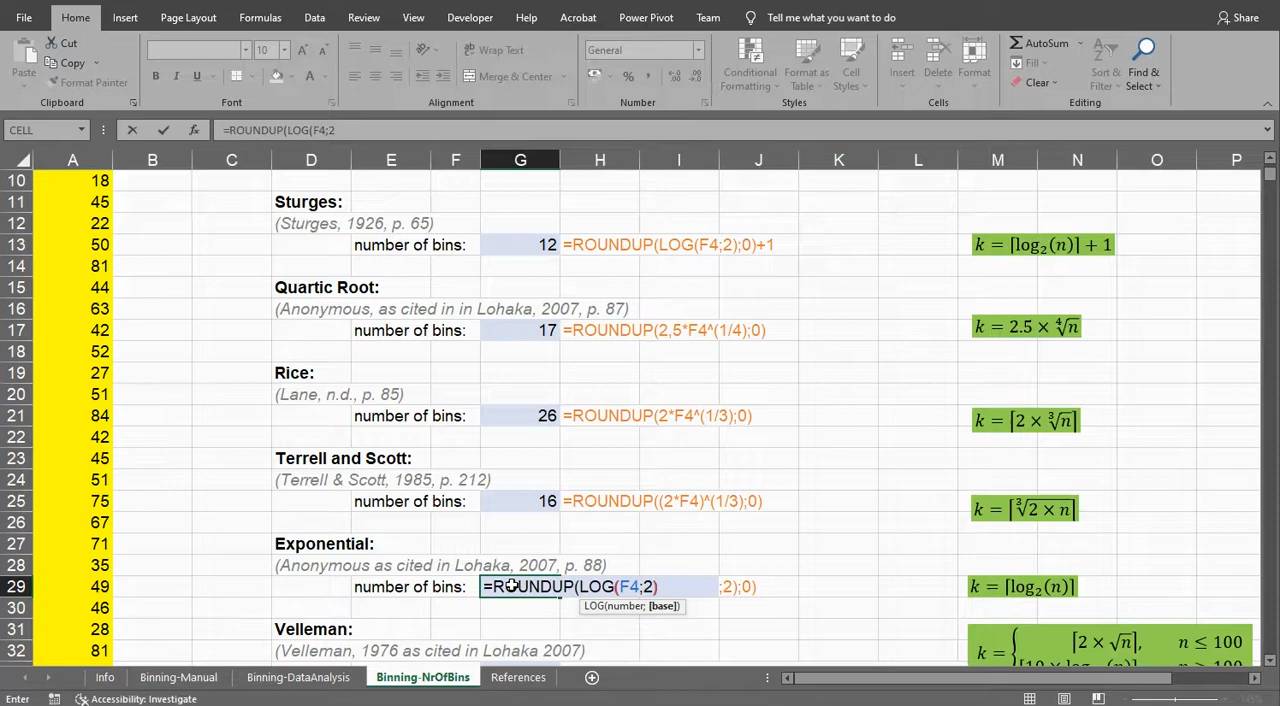 File Home Insert Page Layout Formulas Data Review View Developer Help Acrobat Power Pivot Team Tell me what you want to do Share
Paste Cut Copy Format Painter
10 Wrap Text General
B I U Merge & Center % ,
Conditional Formatting Format as Table Cell Styles Insert Delete Format
AutoSum Fill Clear Sort & Filter Find & Select
Clipboard Font Alignment Number Styles Cells Editing
CELL fx =ROUNDUP(LOG(F4;2
A B C D E F G H I J K L M N O P
10 18
11 45 Sturges:
12 22 (Sturges, 1926, p. 65)
13 50 number of bins: 12 =ROUNDUP(LOG(F4;2);0)+1 k = ⌈log₂(n)⌉ + 1
14 81
15 44 Quartic Root:
16 63 (Anonymous, as cited in in Lohaka, 2007, p. 87)
17 42 number of bins: 17 =ROUNDUP(2,5*F4^(1/4);0) k = 2.5 × ∜n
18 52
19 27 Rice:
20 51 (Lane, n.d., p. 85)
21 84 number of bins: 26 =ROUNDUP(2*F4^(1/3);0) k = ⌈2 × ∛n⌉
22 42
23 45 Terrell and Scott:
24 51 (Terrell & Scott, 1985, p. 212)
25 75 number of bins: 16 =ROUNDUP((2*F4)^(1/3);0) k = ⌈∛(2 × n)⌉
26 67
27 71 Exponential:
28 35 (Anonymous as cited in Lohaka, 2007, p. 88)
29 49 number of bins: =ROUNDUP(LOG(F4;2) ;2);0) k = ⌈log₂(n)⌉
30 46 LOG(number; [base])
31 28 Velleman:
32 81 (Velleman, 1976 as cited in Lohaka 2007) k = { ⌈2 × √n⌉, n ≤ 100
Info Binning-Manual Binning-DataAnalysis Binning-NrOfBins References
Enter Accessibility: Investigate